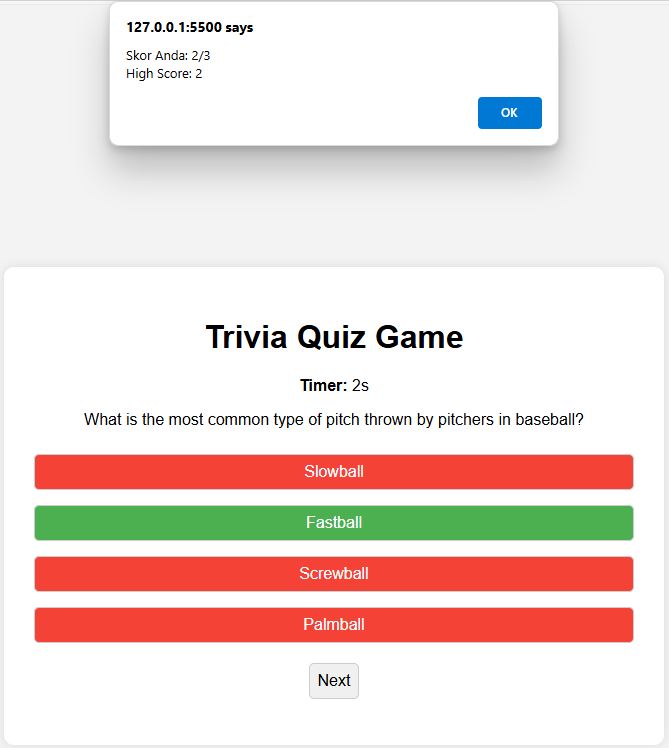 127.0.0.1:5500 says
Skor Anda: 2/3
High Score: 2
OK
Trivia Quiz Game
Timer: 2s
What is the most common type of pitch thrown by pitchers in baseball?
Slowball
Fastball
Screwball
Palmball
Next